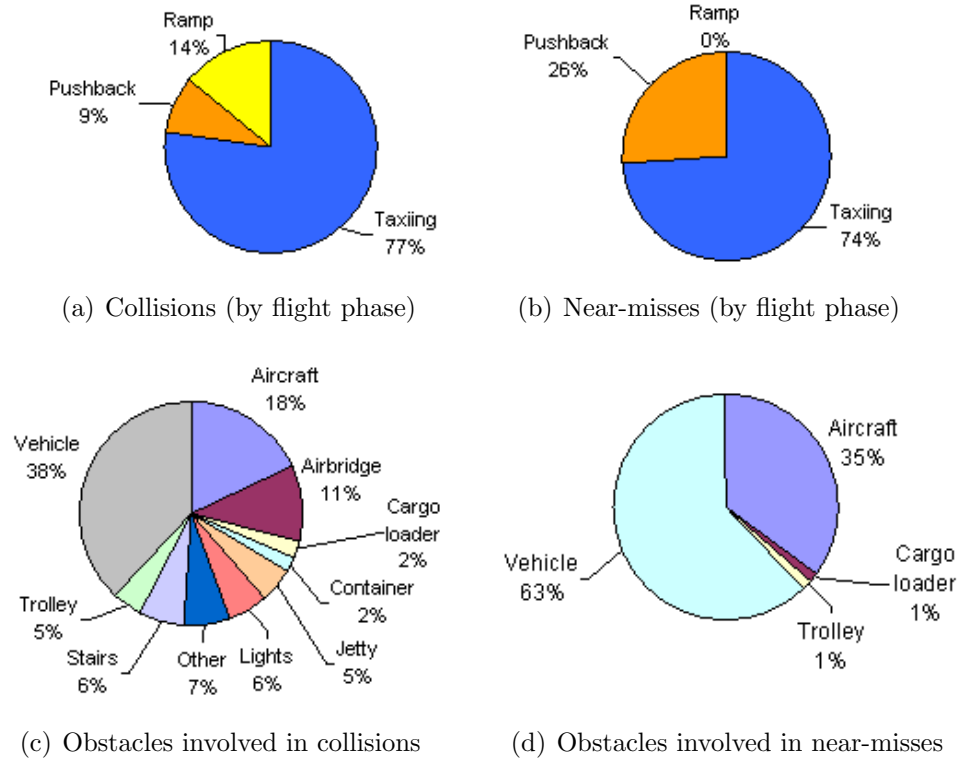 Ramp
14%
Pushback
9%
Taxiing
77%
(a) Collisions (by flight phase)
Ramp
0%
Pushback
26%
Taxiing
74%
(b) Near-misses (by flight phase)
Aircraft
18%
Vehicle
38%
Airbridge
11%
Cargo
loader
2%
Container
2%
Jetty
5%
Lights
6%
Other
7%
Stairs
6%
Trolley
5%
(c) Obstacles involved in collisions
Aircraft
35%
Vehicle
63%
Cargo
loader
1%
Trolley
1%
(d) Obstacles involved in near-misses